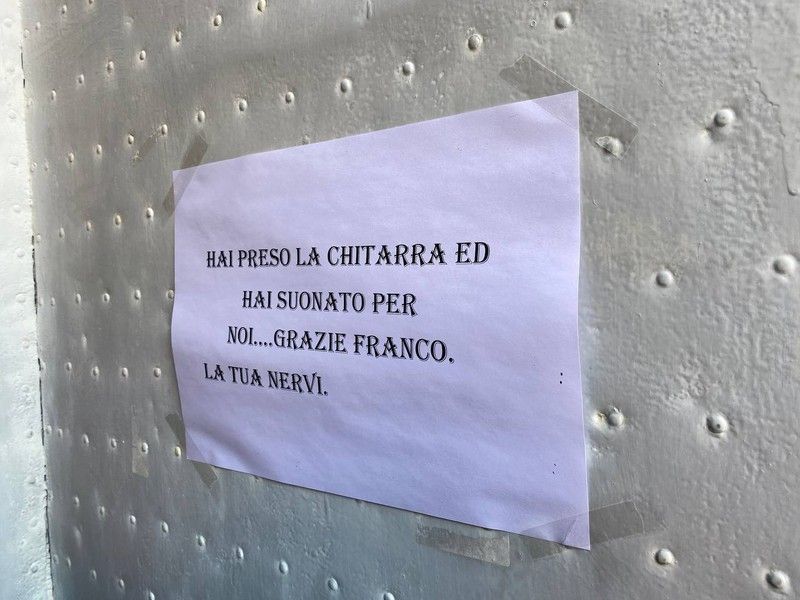 HAI PRESO LA CHITARRA ED
HAI SUONATO PER
NOI....GRAZIE FRANCO.
LA TUA NERVI.